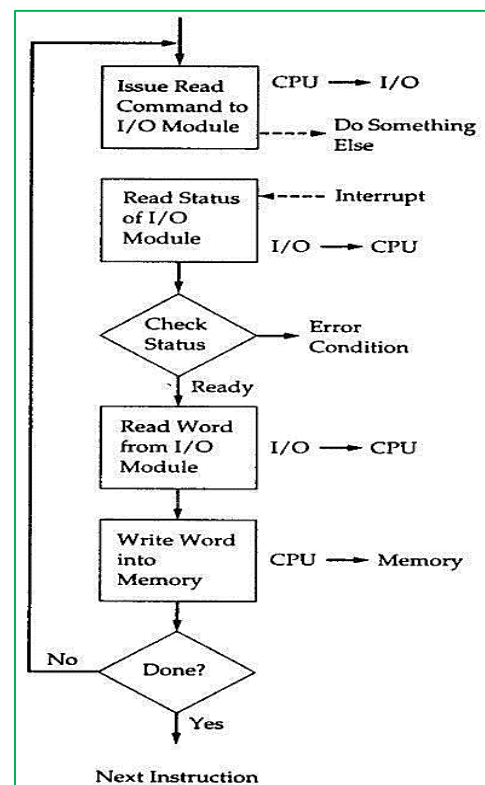 Issue Read
Command to
I/O Module
CPU → I/O
Do Something
Else
Read Status
of I/O
Module
Interrupt
I/O → CPU
Check
Status
Error
Condition
Ready
Read Word
from I/O
Module
I/O → CPU
Write Word
into
Memory
CPU → Memory
Done?
No
Yes
Next Instruction